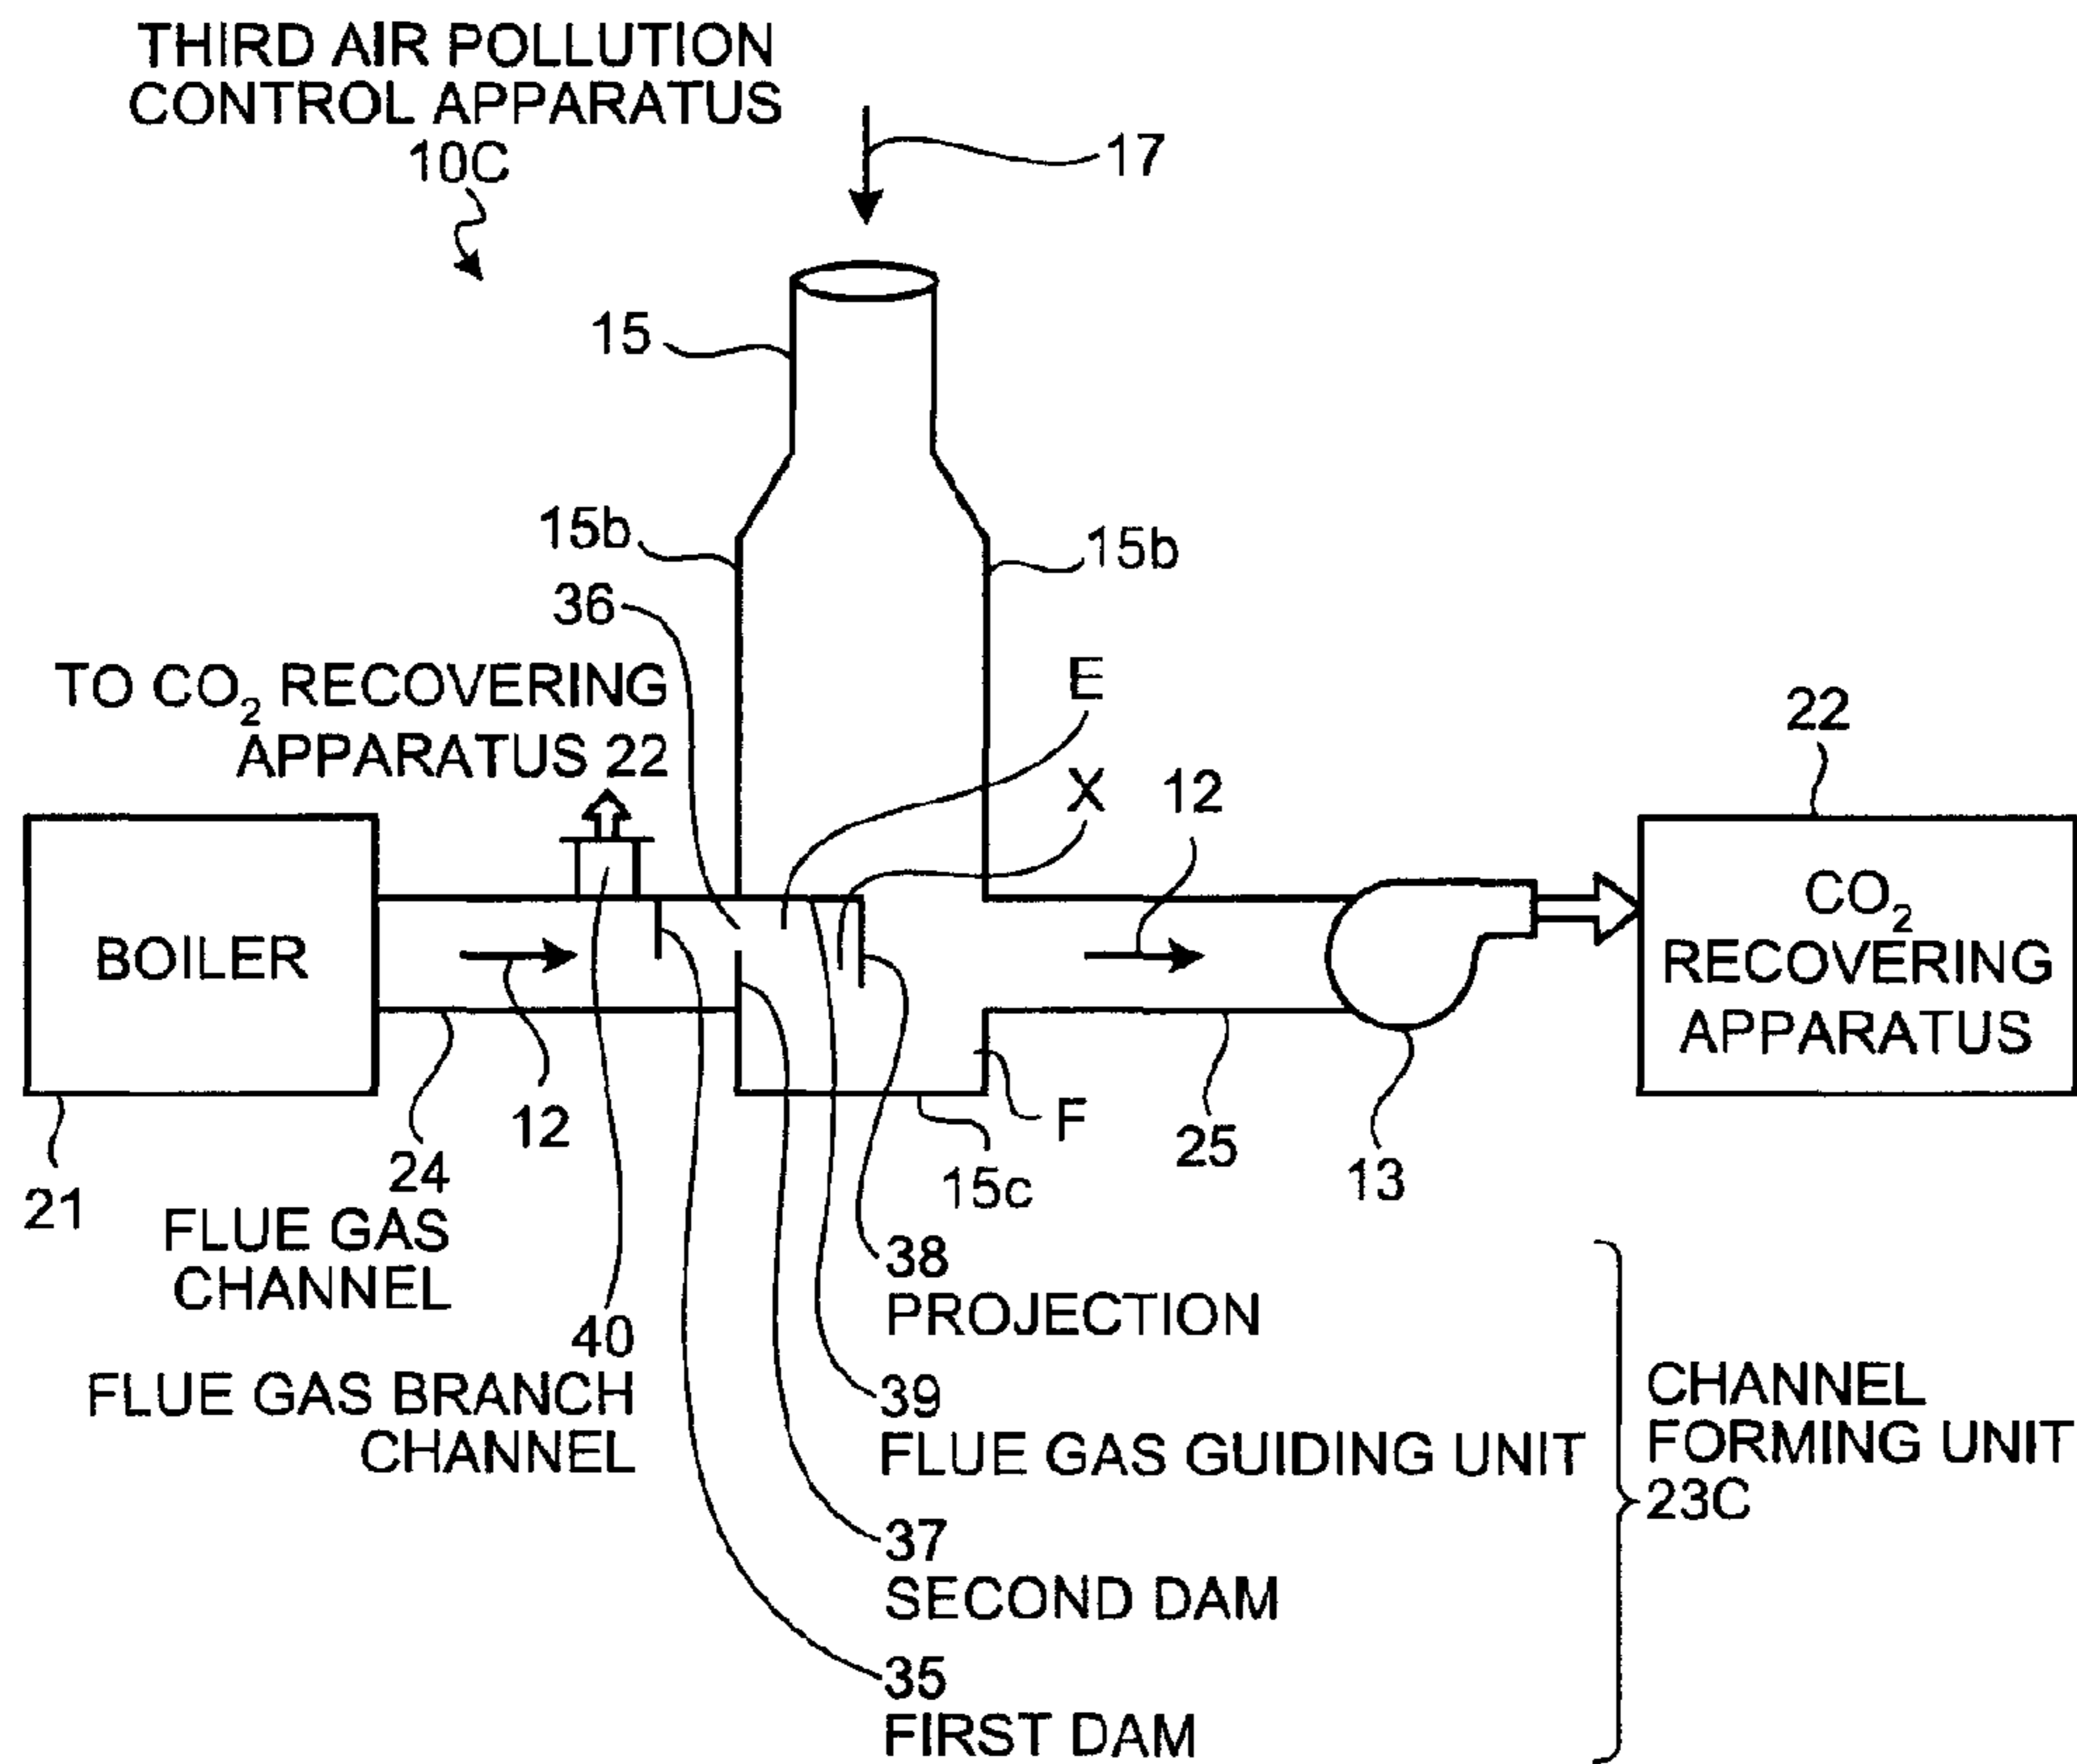 THIRD AIR POLLUTION
CONTROL APPARATUS
10C
17
15
15b
15b
36
TO CO₂ RECOVERING
APPARATUS 22
E
X
12
22
BOILER
CO₂
RECOVERING
APPARATUS
21
24
FLUE GAS
CHANNEL
12
40
FLUE GAS BRANCH
CHANNEL
F
15c
25
13
38
PROJECTION
39
FLUE GAS GUIDING UNIT
37
SECOND DAM
35
FIRST DAM
CHANNEL
FORMING UNIT
23C